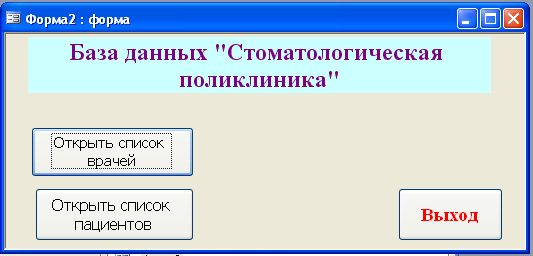 Форма2 : форма
База данных "Стоматологическая
поликлиника"
Открыть список
врачей
Открыть список
пациентов
Выход